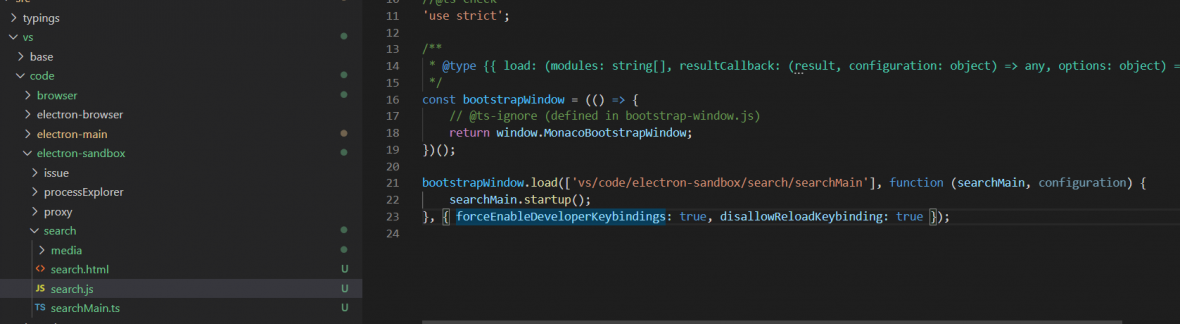 typings
vs
base
code
browser
electron-browser
electron-main
electron-sandbox
issue
processExplorer
proxy
search
media
<> search.html U
JS search.js U
TS searchMain.ts U
10 //@ts-check
11 'use strict';
12
13 /**
14 * @type {{ load: (modules: string[], resultCallback: (result, configuration: object) => any, options: object) =
15 */
16 const bootstrapWindow = (() => {
17 // @ts-ignore (defined in bootstrap-window.js)
18 return window.MonacoBootstrapWindow;
19 })();
20
21 bootstrapWindow.load(['vs/code/electron-sandbox/search/searchMain'], function (searchMain, configuration) {
22 searchMain.startup();
23 }, { forceEnableDeveloperKeybindings: true, disallowReloadKeybinding: true });
24